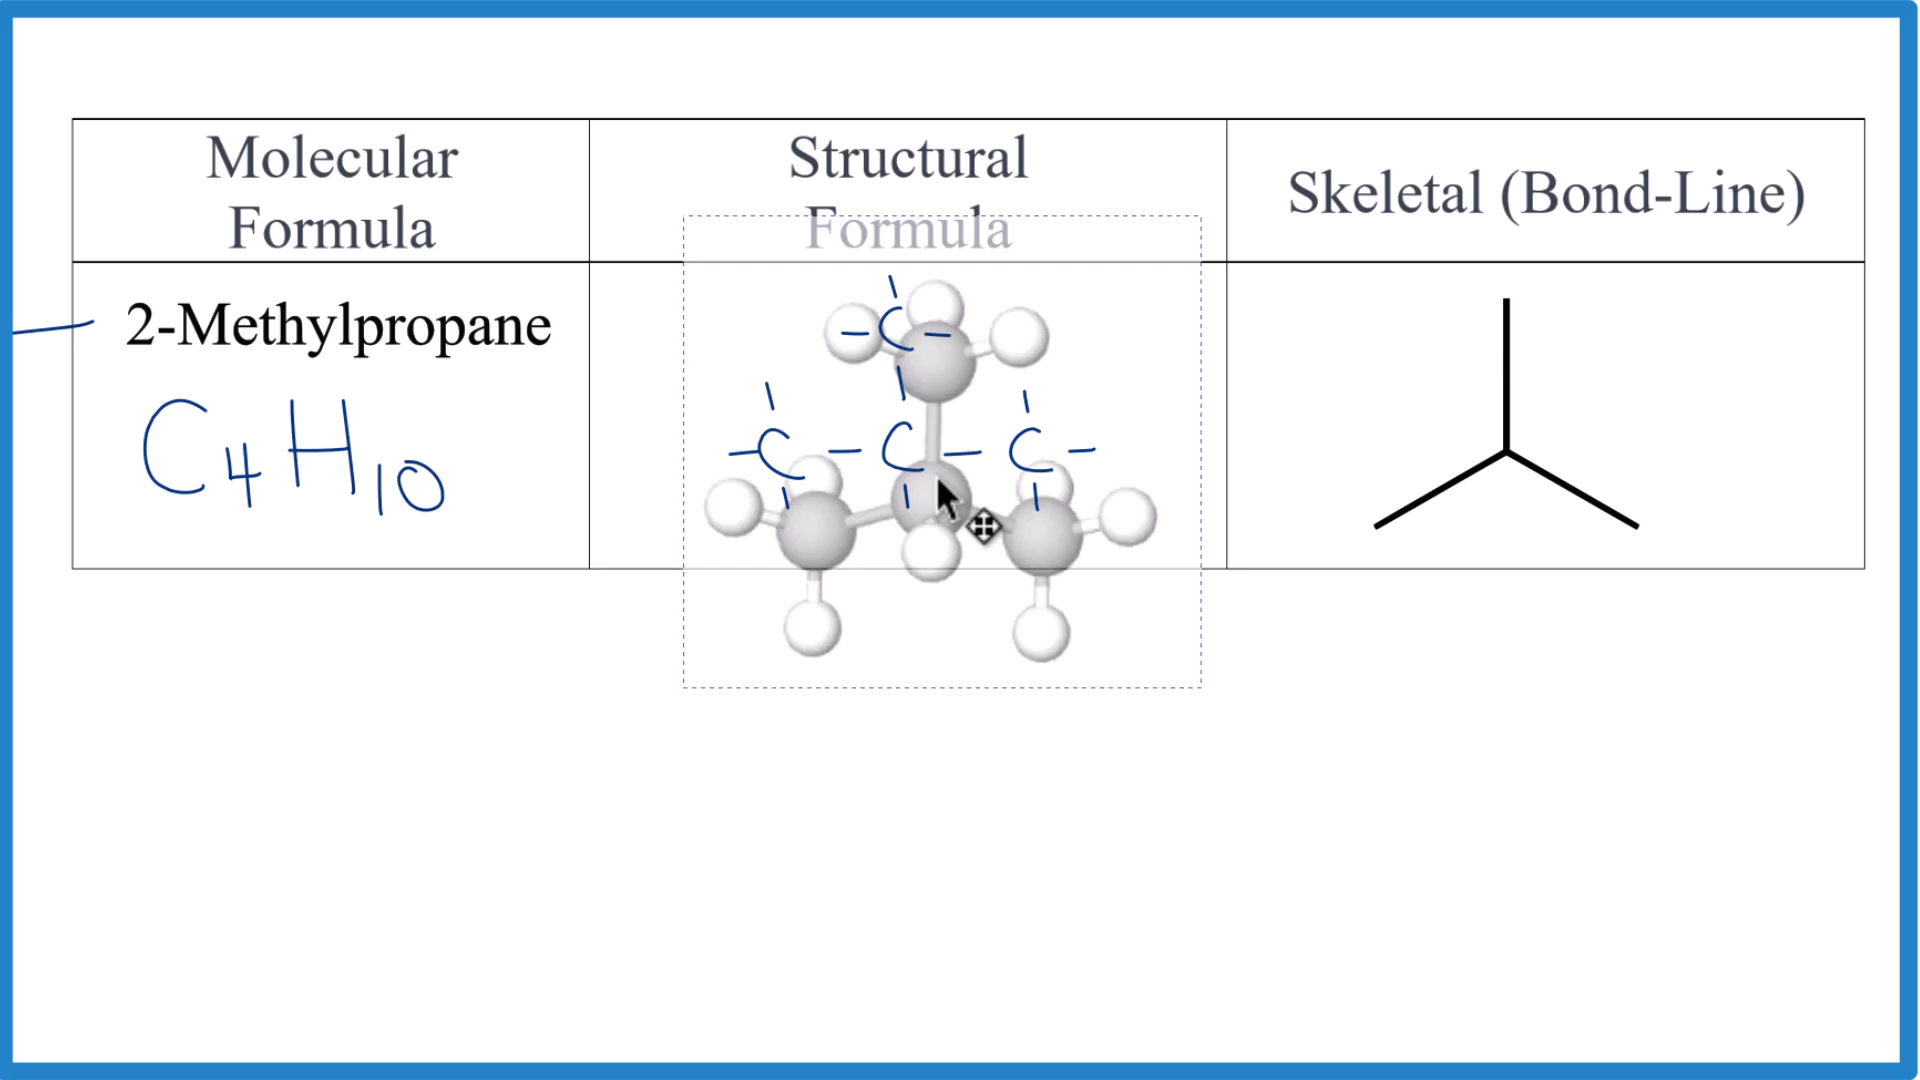 Molecular
Formula
Structural
Formula
Skeletal (Bond-Line)
2-Methylpropane
C4H10
C
C - C - C